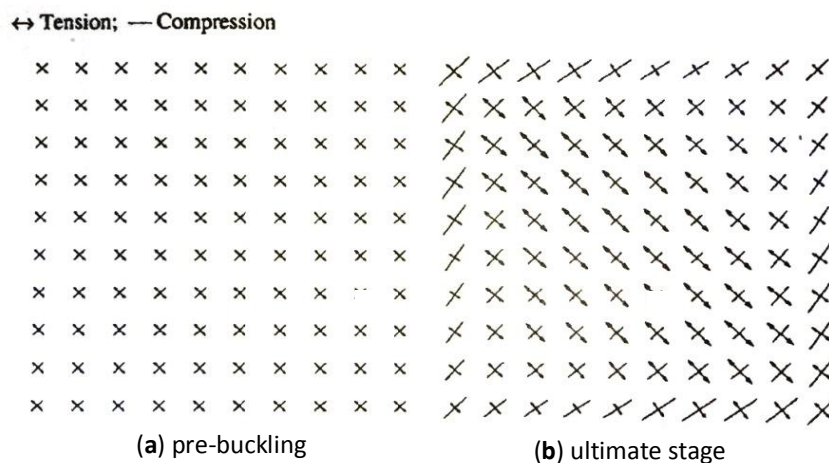 ↔ Tension; — Compression
(a) pre-buckling
(b) ultimate stage